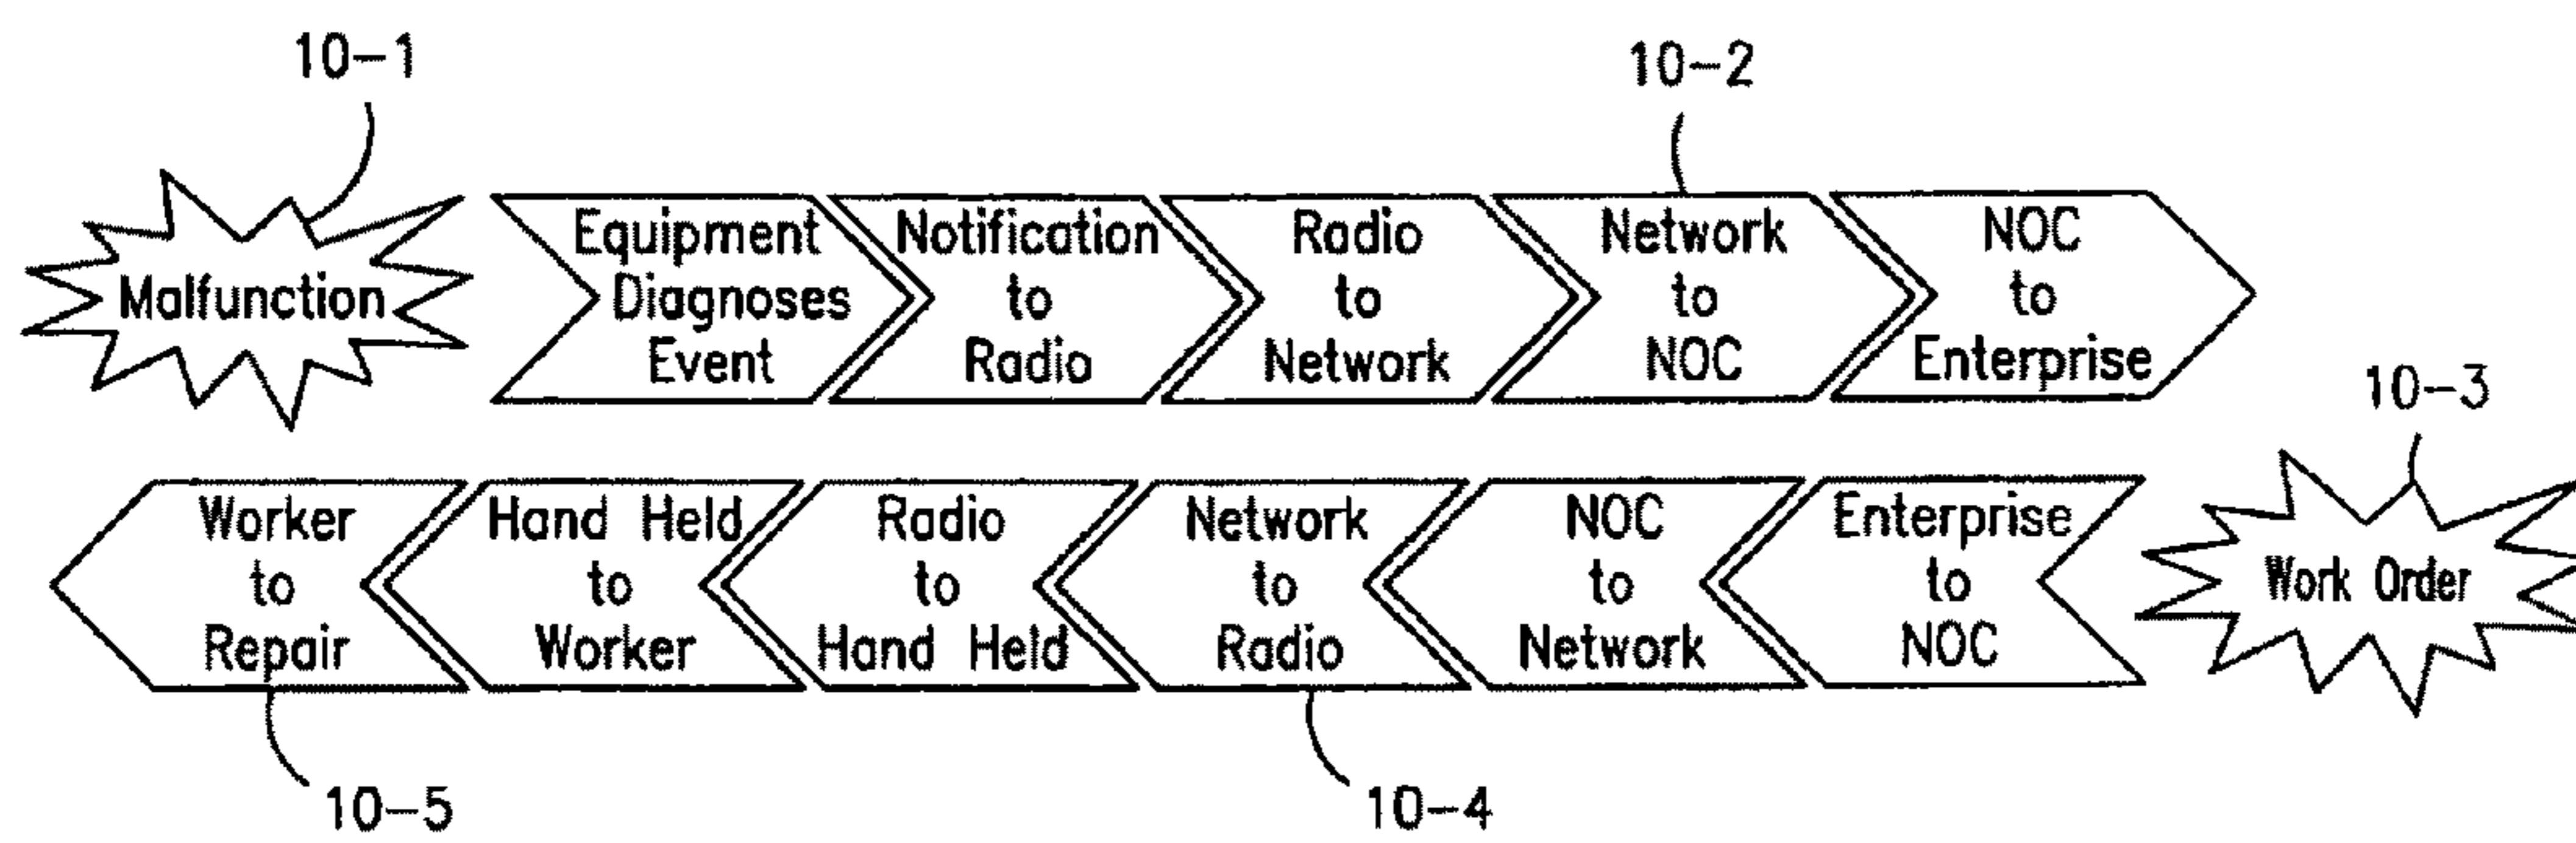 10-1
10-2
Malfunction
Equipment
Diagnoses
Event
Notification
to
Radio
Radio
to
Network
Network
to
NOC
NOC
to
Enterprise
10-3
Worker
to
Repair
Hand Held
to
Worker
Radio
to
Hand Held
Network
to
Radio
NOC
to
Network
Enterprise
to
NOC
Work Order
10-5
10-4